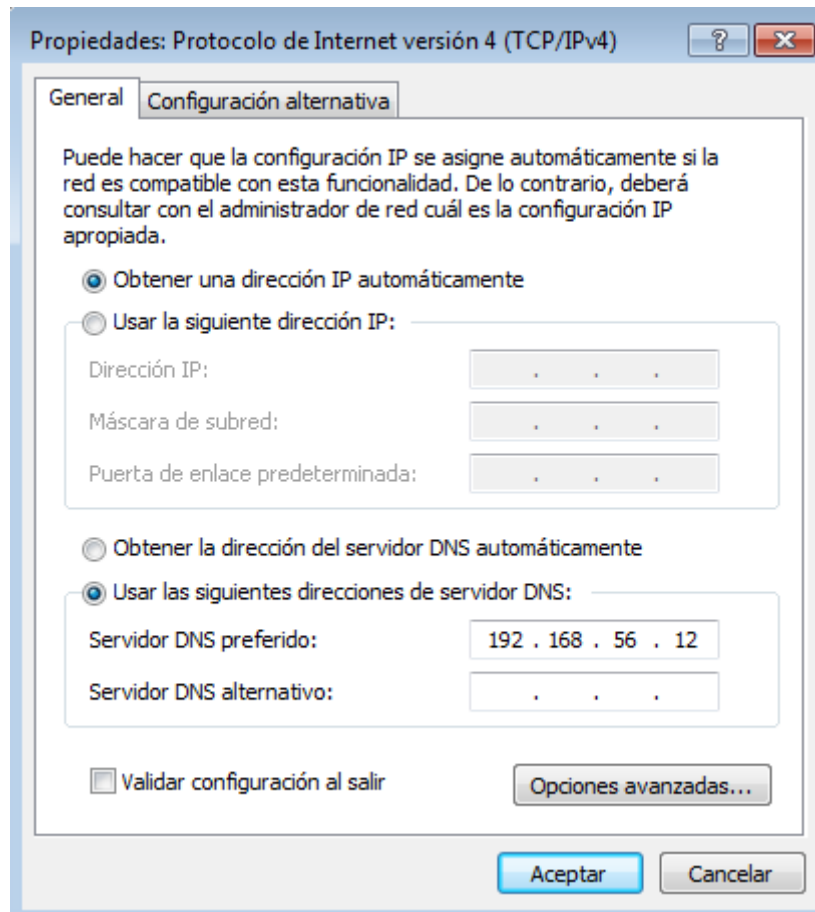 Propiedades: Protocolo de Internet versión 4 (TCP/IPv4)
General
Configuración alternativa
Puede hacer que la configuración IP se asigne automáticamente si la
red es compatible con esta funcionalidad. De lo contrario, deberá
consultar con el administrador de red cuál es la configuración IP
apropiada.
Obtener una dirección IP automáticamente
Usar la siguiente dirección IP:
Dirección IP:
Máscara de subred:
Puerta de enlace predeterminada:
Obtener la dirección del servidor DNS automáticamente
Usar las siguientes direcciones de servidor DNS:
Servidor DNS preferido: 192 . 168 . 56 . 12
Servidor DNS alternativo:
Validar configuración al salir
Opciones avanzadas...
Aceptar
Cancelar